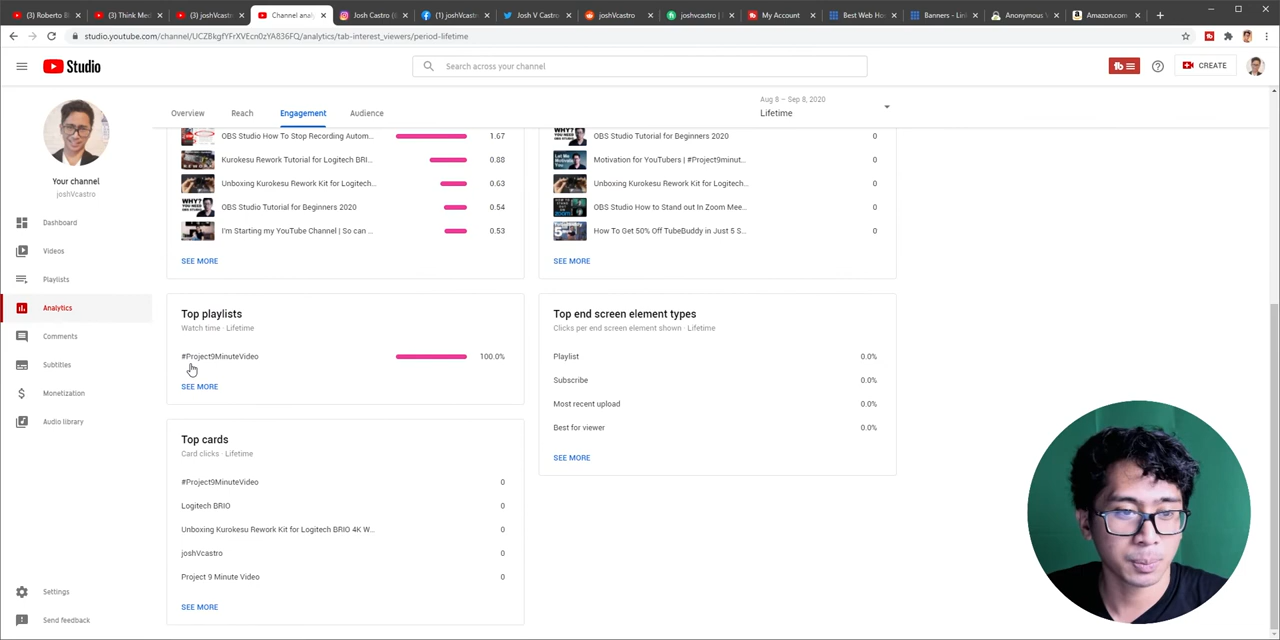 (3) Roberto B
(3) Think Med
(3) joshVcastr
Channel analy
Josh Castro (
(1) joshVcastr
Josh V Castro
joshVcastro
joshvcastro |
My Account
Best Web Ho
Banners - Lin
Anonymous V
Amazon.com:
studio.youtube.com/channel/UCZBkgfYFrXVEcn0zYA836FQ/analytics/tab-interest_viewers/period-lifetime
Studio
Search across your channel
tb
CREATE
Overview
Reach
Engagement
Audience
Aug 8 – Sep 8, 2020
Lifetime
Your channel
joshVcastro
Dashboard
Videos
Playlists
Analytics
Comments
Subtitles
Monetization
Audio library
Settings
Send feedback
OBS Studio How To Stop Recording Autom... 1.67
Kurokesu Rework Tutorial for Logitech BRI... 0.88
Unboxing Kurokesu Rework Kit for Logitech... 0.63
OBS Studio Tutorial for Beginners 2020 0.54
I'm Starting my YouTube Channel | So can ... 0.53
SEE MORE
OBS Studio Tutorial for Beginners 2020 0
Motivation for YouTubers | #Project9minut... 0
Unboxing Kurokesu Rework Kit for Logitech... 0
OBS Studio How to Stand out In Zoom Mee... 0
How To Get 50% Off TubeBuddy in Just 5 S... 0
SEE MORE
Top playlists
Watch time · Lifetime
#Project9MinuteVideo 100.0%
SEE MORE
Top end screen element types
Clicks per end screen element shown · Lifetime
Playlist 0.0%
Subscribe 0.0%
Most recent upload 0.0%
Best for viewer 0.0%
SEE MORE
Top cards
Card clicks · Lifetime
#Project9MinuteVideo 0
Logitech BRIO 0
Unboxing Kurokesu Rework Kit for Logitech BRIO 4K W... 0
joshVcastro 0
Project 9 Minute Video 0
SEE MORE